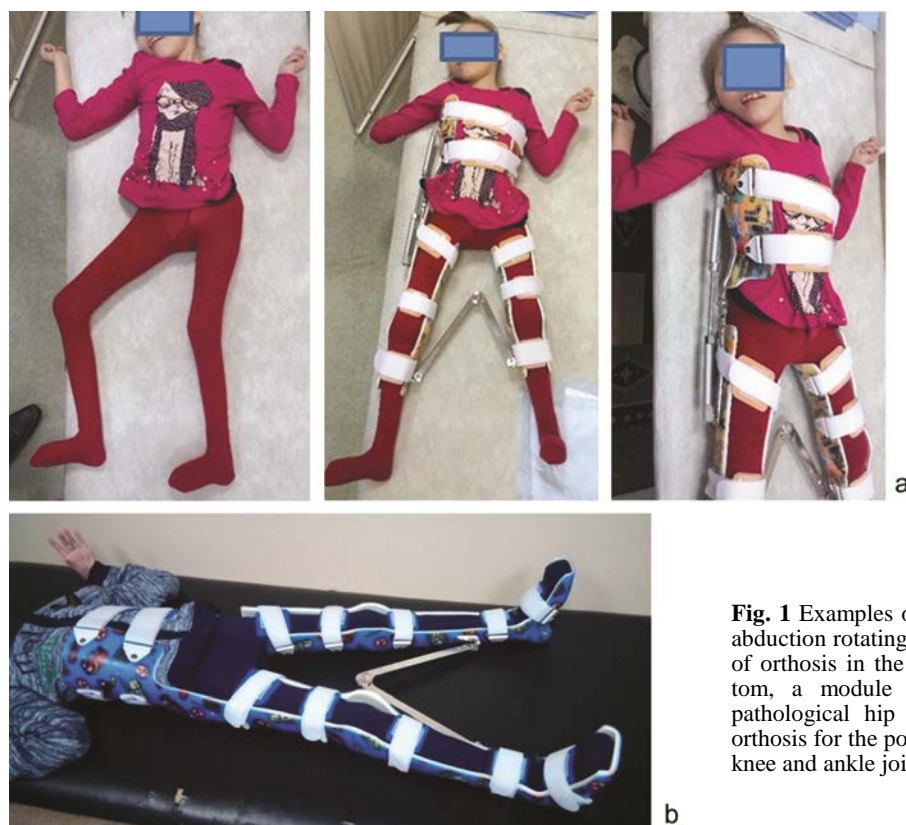 a
b
Fig. 1 Examples o
abduction rotating
of orthosis in the
tom, a module
pathological hip
orthosis for the po
knee and ankle joi